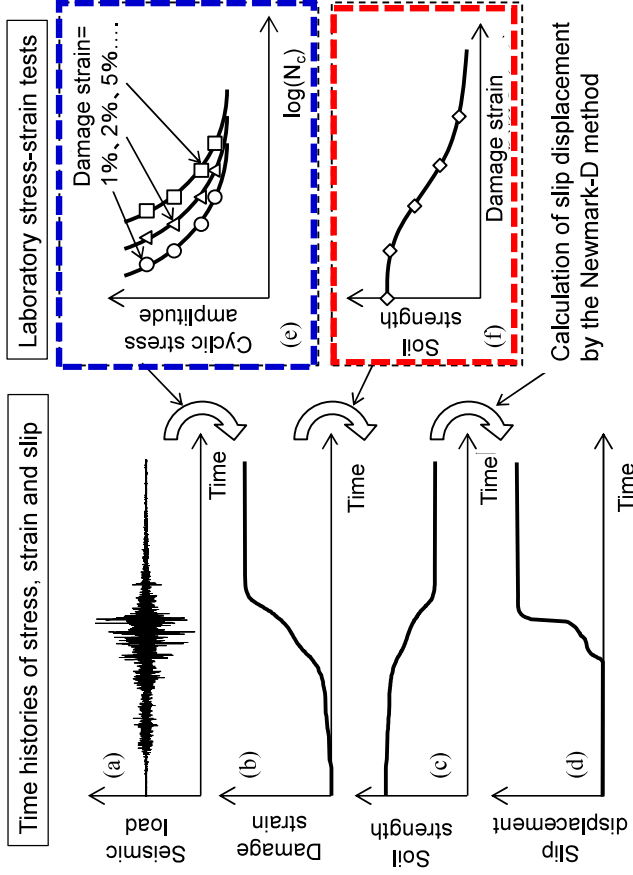 Time histories of stress, strain and slip
(a)
Seismic
load
Time
(b)
Damage
strain
Time
(c)
Soil
strength
Time
(d)
Slip
displacement
Time
Laboratory stress-strain tests
Damage strain=
1%、2%、5%‥‥
Cyclic stress
amplitude
(e)
log(Nc)
Soil
strength
(f)
Damage strain
Calculation of slip displacement
by the Newmark-D method